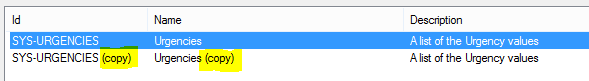 Id Name Description
SYS-URGENCIES Urgencies A list of the Urgency values
SYS-URGENCIES (copy) Urgencies (copy) A list of the Urgency values